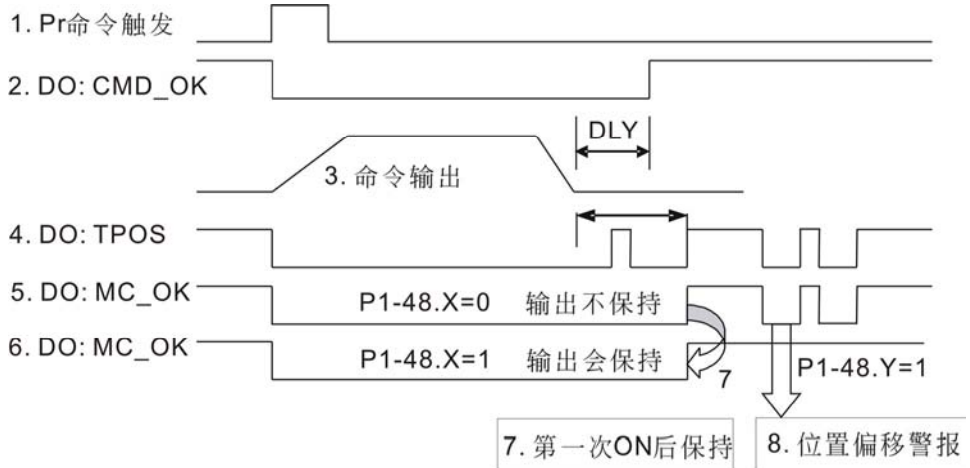 1. Pr命令触发
2. DO: CMD_OK
DLY
3. 命令输出
4. DO: TPOS
5. DO: MC_OK
P1-48.X=0 输出不保持
6. DO: MC_OK
P1-48.X=1 输出会保持
7
P1-48.Y=1
7. 第一次ON后保持
8. 位置偏移警报